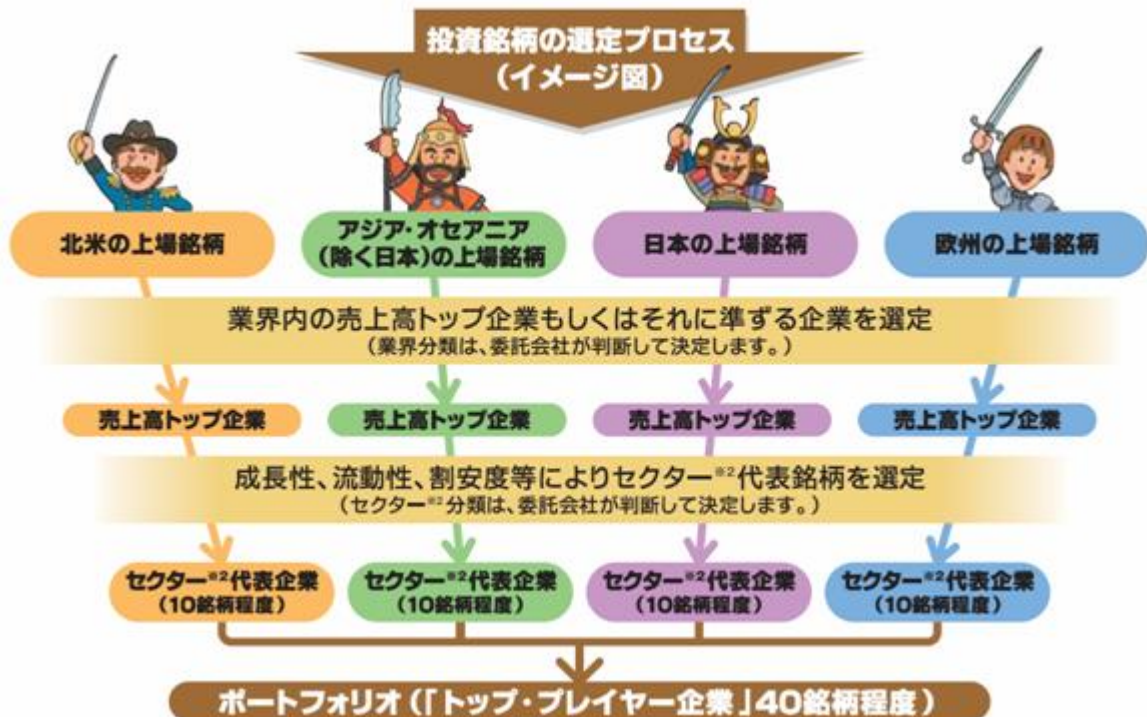 投資銘柄の選定プロセス
(イメージ図)
北米の上場銘柄
アジア・オセアニア
(除く日本)の上場銘柄
日本の上場銘柄
欧州の上場銘柄
業界内の売上高トップ企業もしくはそれに準ずる企業を選定
(業界分類は、委託会社が判断して決定します。)
売上高トップ企業
売上高トップ企業
売上高トップ企業
売上高トップ企業
成長性、流動性、割安度等によりセクター※2代表銘柄を選定
(セクター※2分類は、委託会社が判断して決定します。)
セクター※2代表企業
(10銘柄程度)
セクター※2代表企業
(10銘柄程度)
セクター※2代表企業
(10銘柄程度)
セクター※2代表企業
(10銘柄程度)
ポートフォリオ(「トップ・プレイヤー企業」40銘柄程度)